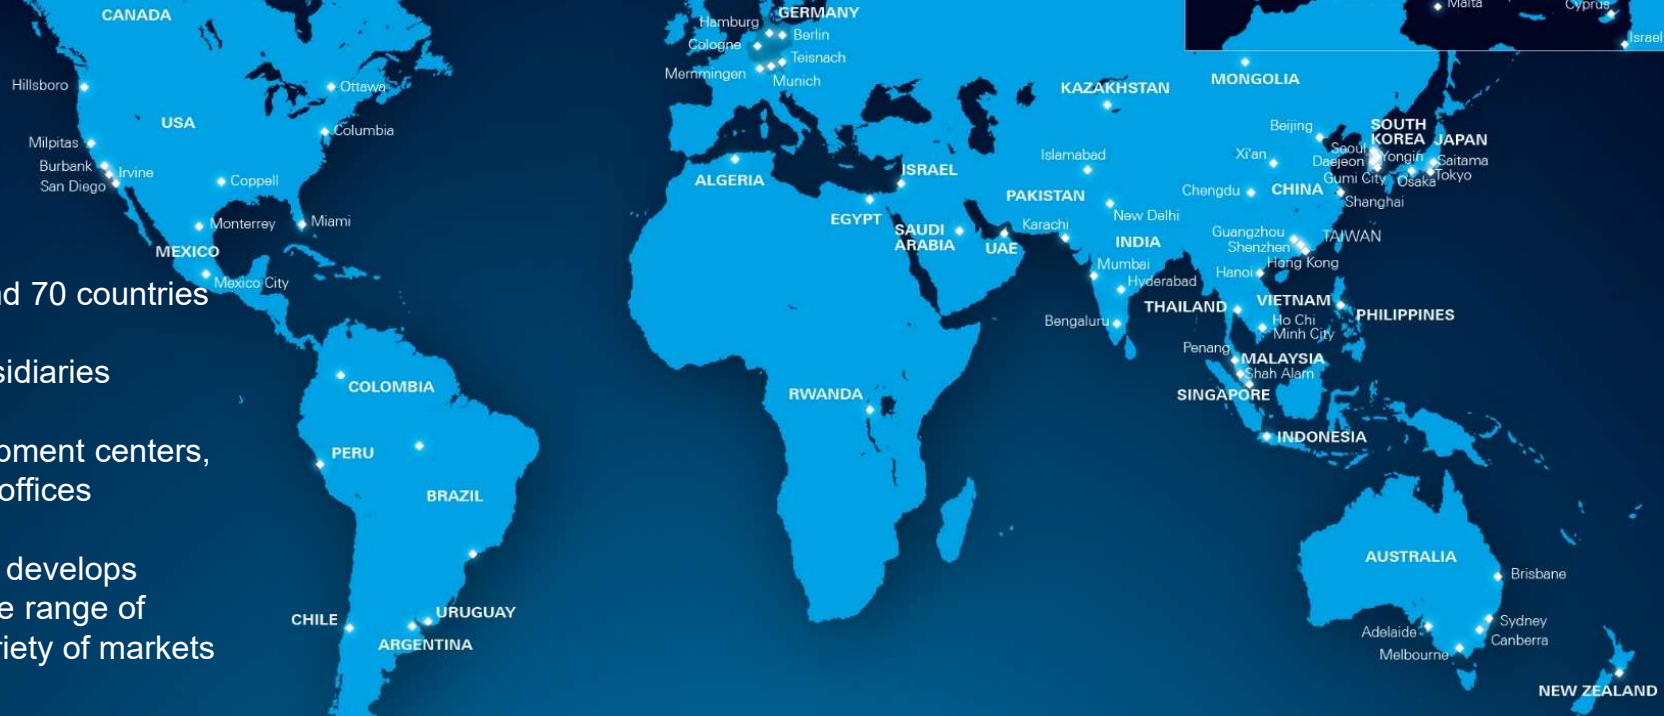 CANADA
Hillsboro
Ottawa
USA
Columbia
Milpitas
Burbank
Irvine
San Diego
Coppell
Monterrey
Miami
MEXICO
Mexico City
nd 70 countries
sidiaries
opment centers,
offices
develops
e range of
riety of markets
COLOMBIA
PERU
BRAZIL
CHILE
URUGUAY
ARGENTINA
GERMANY
Hamburg
Berlin
Cologne
Teisnach
Memmingen
Munich
ALGERIA
ISRAEL
EGYPT
SAUDI
ARABIA
UAE
RWANDA
Malta
Cyprus
Israel
KAZAKHSTAN
MONGOLIA
Islamabad
PAKISTAN
Karachi
New Delhi
INDIA
Mumbai
Hyderabad
Bengaluru
Beijing
Xi'an
Chengdu
CHINA
Shanghai
SOUTH
KOREA
Seoul
Yongin
Daejeon
Gumi City
JAPAN
Saitama
Osaka
Tokyo
Guangzhou
Shenzhen
TAIWAN
Hong Kong
Hanoi
THAILAND
VIETNAM
Ho Chi
Minh City
PHILIPPINES
Penang
MALAYSIA
Shah Alam
SINGAPORE
INDONESIA
AUSTRALIA
Brisbane
Adelaide
Sydney
Canberra
Melbourne
NEW ZEALAND